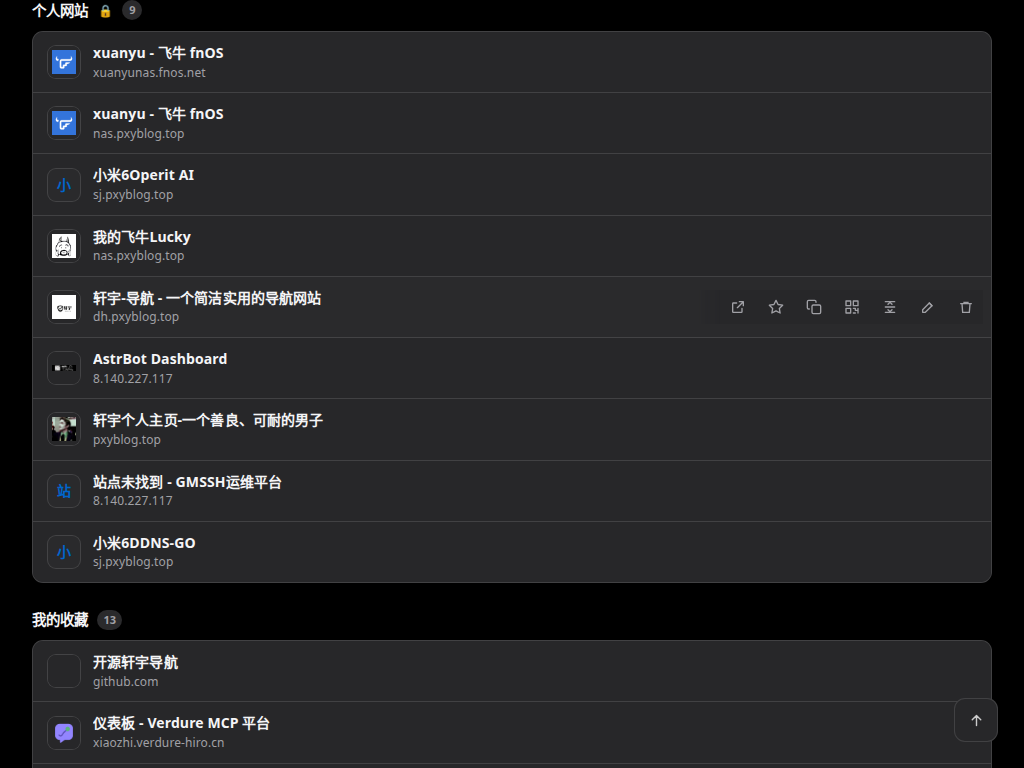 个人网站 🔒 9
xuanyu - 飞牛 fnOS
xuanyunas.fnos.net
xuanyu - 飞牛 fnOS
nas.pxyblog.top
小
小米6Operit AI
sj.pxyblog.top
我的飞牛Lucky
nas.pxyblog.top
轩宇-导航 - 一个简洁实用的导航网站
dh.pxyblog.top
AstrBot Dashboard
8.140.227.117
轩宇个人主页-一个善良、可耐的男子
pxyblog.top
站
站点未找到 - GMSSH运维平台
8.140.227.117
小
小米6DDNS-GO
sj.pxyblog.top
我的收藏 13
开源轩宇导航
github.com
仪表板 - Verdure MCP 平台
xiaozhi.verdure-hiro.cn